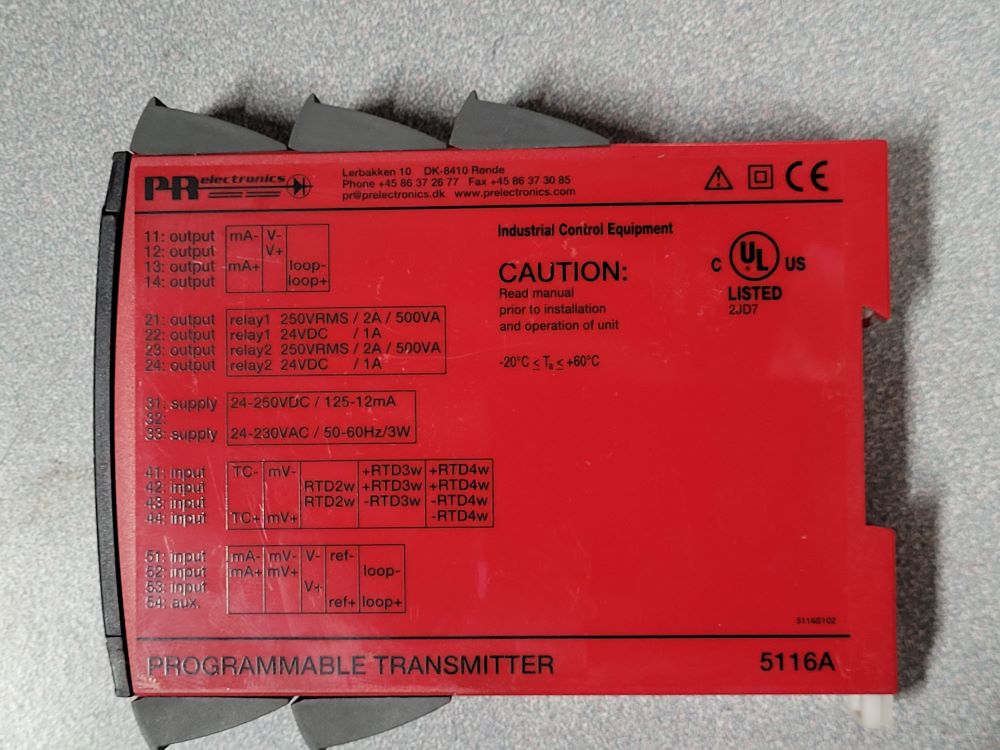 PR electronics
Lerbakken 10 DK-8410 Rønde
Phone +45 86 37 26 77 Fax +45 86 37 30 85
pr@prelectronics.dk www.prelectronics.com
CE
11: output mA- V-
12: output V+
13: output mA+ loop-
14: output loop+
Industrial Control Equipment
CAUTION:
Read manual
prior to installation
and operation of unit
-20°C ≤ Ta ≤ +60°C
C UL US
LISTED
2JD7
21: output relay1 250VRMS / 2A / 500VA
22: output relay1 24VDC / 1A
23: output relay2 250VRMS / 2A / 500VA
24: output relay2 24VDC / 1A
31: supply 24-250VDC / 125-12mA
32:
33: supply 24-230VAC / 50-60Hz/3W
41: input TC- mV- +RTD3w +RTD4w
42: input RTD2w +RTD3w +RTD4w
43: input RTD2w -RTD3w -RTD4w
44: input TC+ mV+ -RTD4w
51: input mA- mV- V- ref-
52: input mA+ mV+ loop-
53: input V+
54: aux. ref+ loop+
5116S102
PROGRAMMABLE TRANSMITTER 5116A